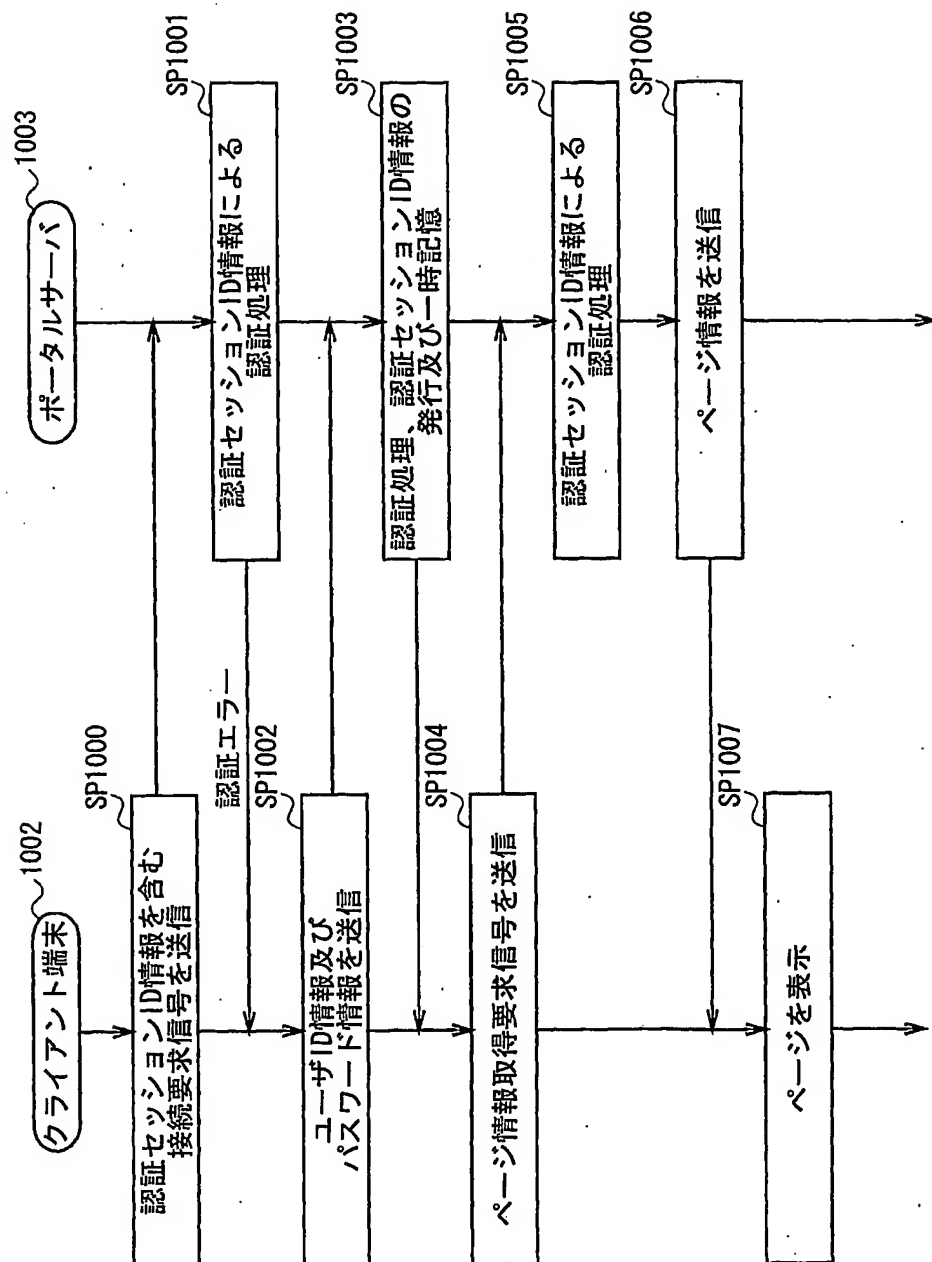 クライアント端末
1002
ポータルサーバ
1003
SP1000
認証セッションID情報を含む
接続要求信号を送信
SP1001
認証セッションID情報による
認証処理
認証エラー
SP1002
ユーザID情報及び
パスワード情報を送信
SP1003
認証処理、認証セッションID情報の
発行及び一時記憶
SP1004
ページ情報取得要求信号を送信
SP1005
認証セッションID情報による
認証処理
SP1006
ページ情報を送信
SP1007
ページを表示